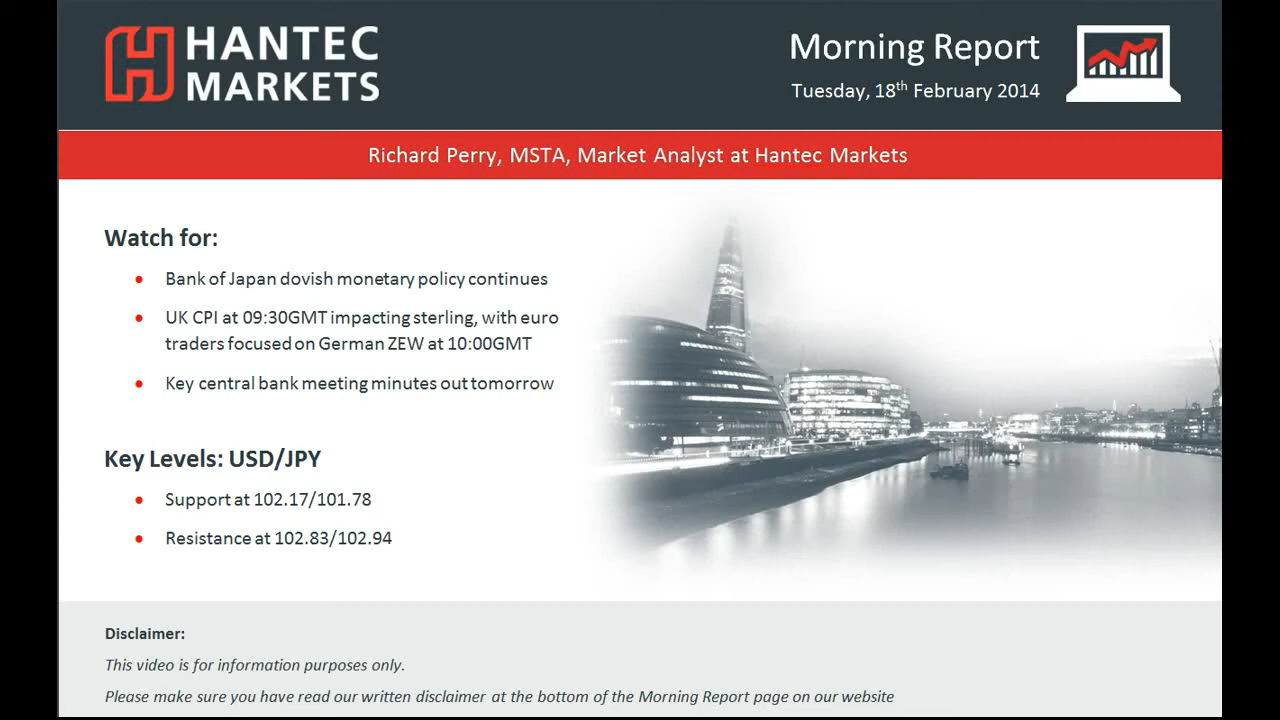 HANTEC
MARKETS
Morning Report
Tuesday, 18th February 2014
Richard Perry, MSTA, Market Analyst at Hantec Markets
Watch for:
• Bank of Japan dovish monetary policy continues
• UK CPI at 09:30GMT impacting sterling, with euro
traders focused on German ZEW at 10:00GMT
• Key central bank meeting minutes out tomorrow
Key Levels: USD/JPY
• Support at 102.17/101.78
• Resistance at 102.83/102.94
Disclaimer:
This video is for information purposes only.
Please make sure you have read our written disclaimer at the bottom of the Morning Report page on our website